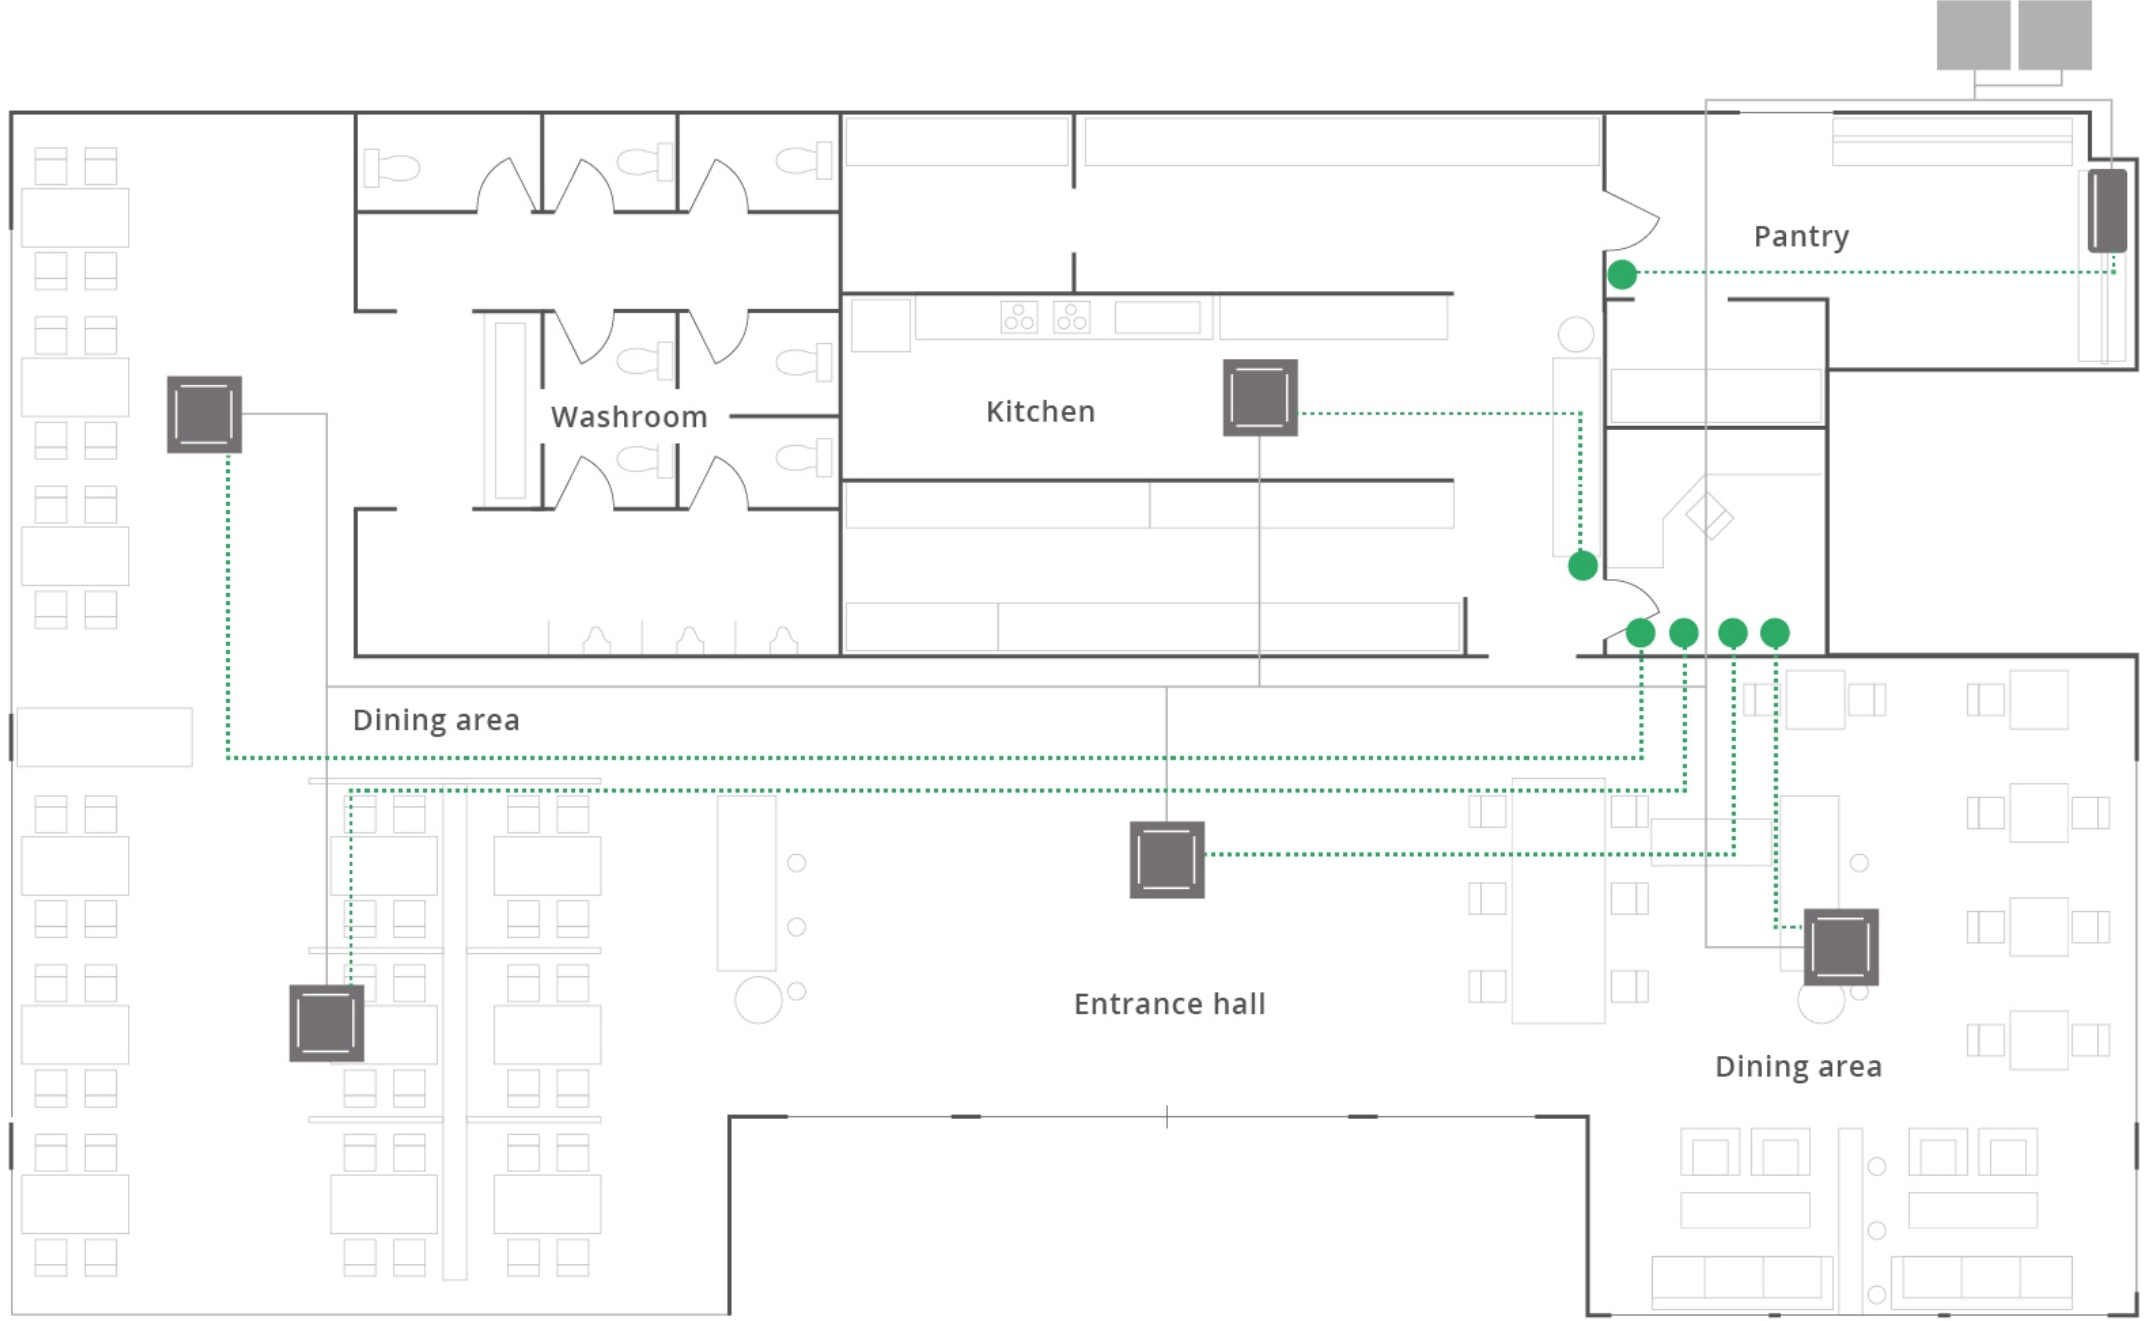 Pantry
Washroom
Kitchen
Dining area
Entrance hall
Dining area